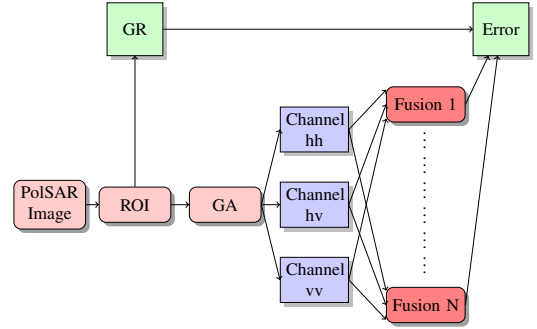 GR
Error
Fusion 1
Channel
hh
PolSAR
Image
ROI
GA
Channel
hv
Channel
vv
Fusion N